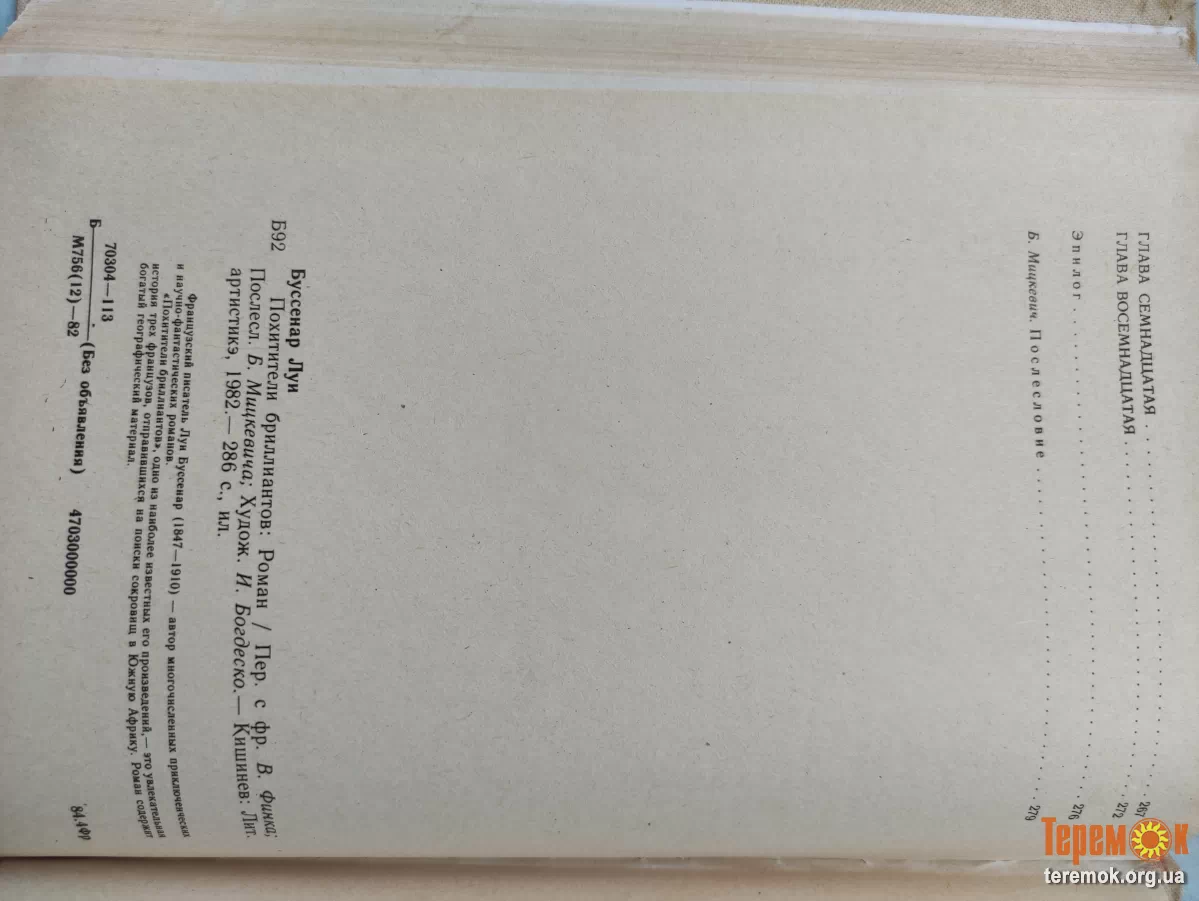 ГЛАВА СЕМНАДЦАТАЯ . . . . . . . . . . . . . . . . . . . . 267
ГЛАВА ВОСЕМНАДЦАТАЯ . . . . . . . . . . . . . . . . . . . 272
Эпилог . . . . . . . . . . . . . . . . . . . . . . . . . . 276
Б. Мицкевич. Послесловие . . . . . . . . . . . . . . . . . 279
Буссенар Луи
Б92 Похитители бриллиантов: Роман / Пер. с фр. В. Финка;
Послесл. Б. Мицкевича; Худож. И. Богдеско.— Кишинев: Лит.
артистикэ, 1982.— 286 с., ил.
Французский писатель Луи Буссенар (1847—1910) — автор многочисленных приключенческих
и научно-фантастических романов.
«Похитители бриллиантов», одно из наиболее известных его произведений,— это увлекательная
история трех французов, отправившихся на поиски сокровищ в Южную Африку. Роман содержит
богатый географический материал.
70304—113
Б ——— (Без объявления) 4703000000
М756(12)—82
84.4Фр
Теремок
teremok.org.ua